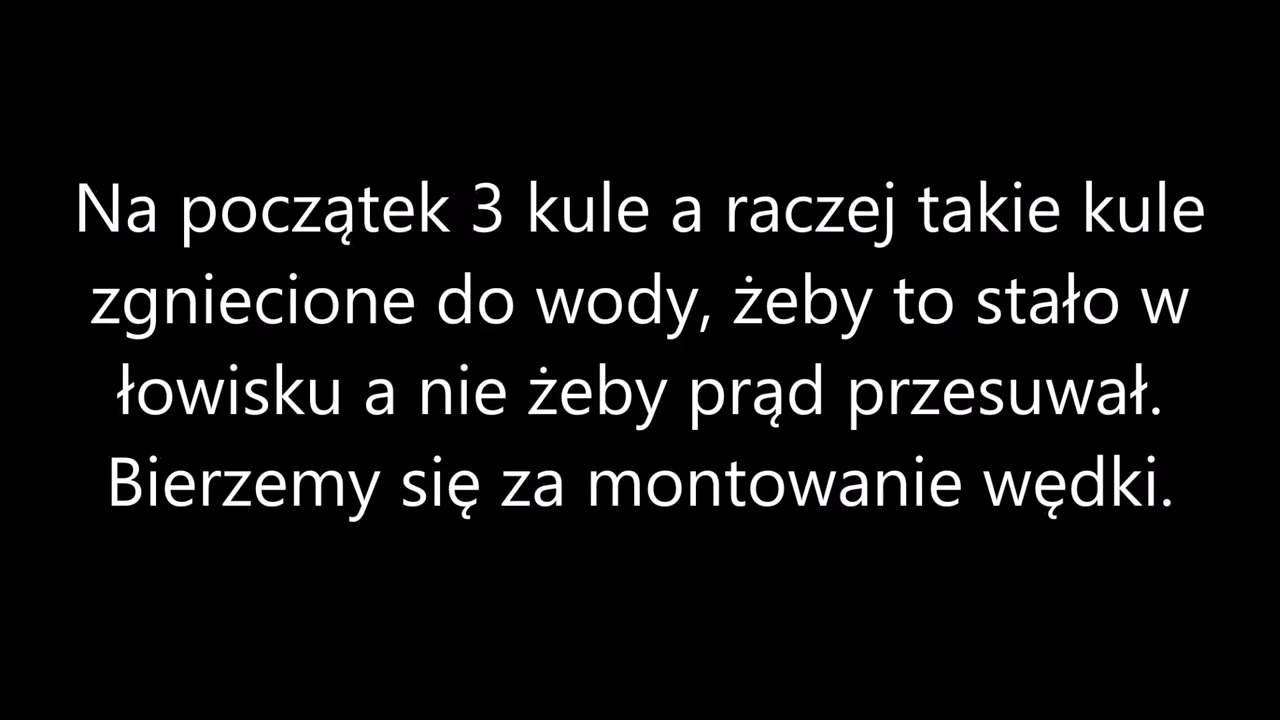 Na początek 3 kule a raczej takie kule
zgniecione do wody, żeby to stało w
łowisku a nie żeby prąd przesuwał.
Bierzemy się za montowanie wędki.